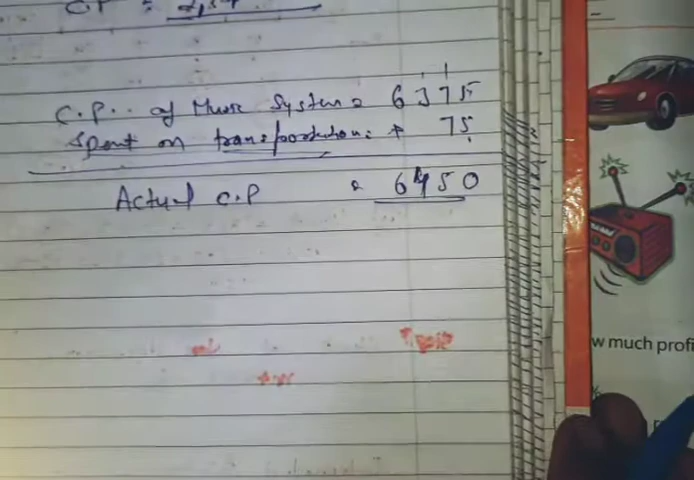 C.P.. of Music System = 6375
Spent on transportation: + 75
Actual C.P = 6450
w much profi